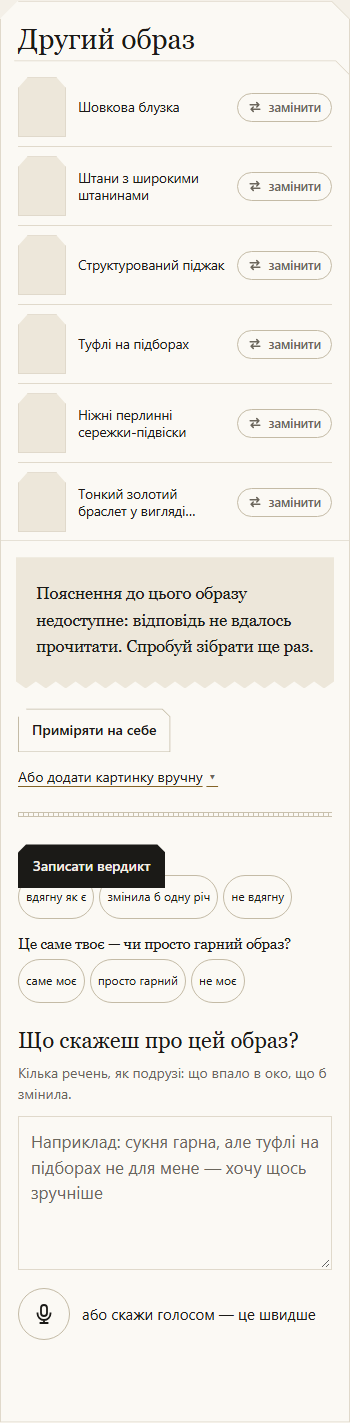 Другий образ
Шовкова блузка
замінити
Штани з широкими
штанинами
замінити
Структурований піджак
замінити
Туфлі на підборах
замінити
Ніжні перлинні
сережки-підвіски
замінити
Тонкий золотий
браслет у вигляді...
замінити
Пояснення до цього образу
недоступне: відповідь не вдалось
прочитати. Спробуй зібрати ще раз.
Приміряти на себе
Або додати картинку вручну
Записати вердикт
вдягну як є
змінила б одну річ
не вдягну
Це саме твоє — чи просто гарний образ?
саме моє
просто гарний
не моє
Що скажеш про цей образ?
Кілька речень, як подрузі: що впало в око, що б
змінила.
Наприклад: сукня гарна, але туфлі на
підборах не для мене — хочу щось
зручніше
або скажи голосом — це швидше